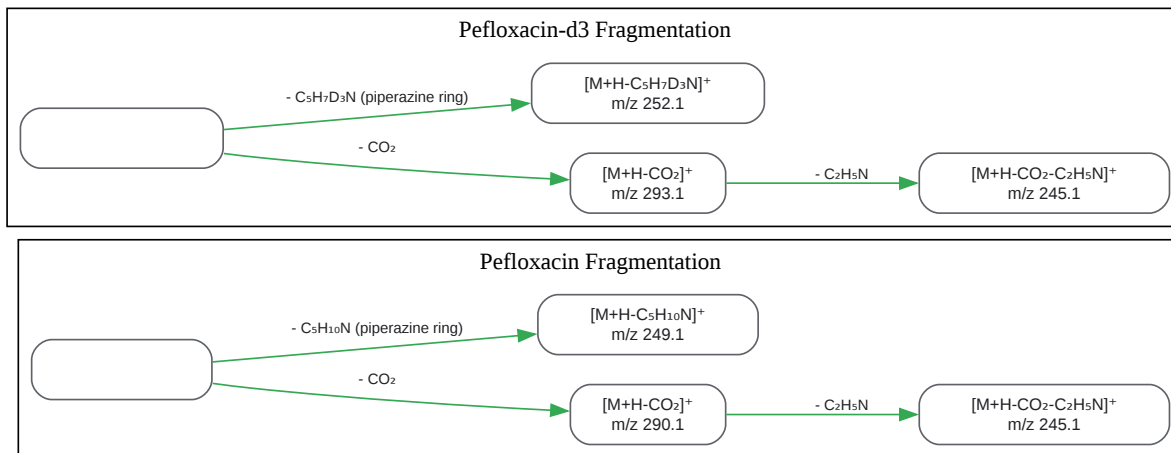 Pefloxacin-d3 Fragmentation
- C₅H₇D₃N (piperazine ring)
[M+H-C₅H₇D₃N]⁺
m/z 252.1
- CO₂
[M+H-CO₂]⁺
m/z 293.1
- C₂H₅N
[M+H-CO₂-C₂H₅N]⁺
m/z 245.1
Pefloxacin Fragmentation
- C₅H₁₀N (piperazine ring)
[M+H-C₅H₁₀N]⁺
m/z 249.1
- CO₂
[M+H-CO₂]⁺
m/z 290.1
- C₂H₅N
[M+H-CO₂-C₂H₅N]⁺
m/z 245.1